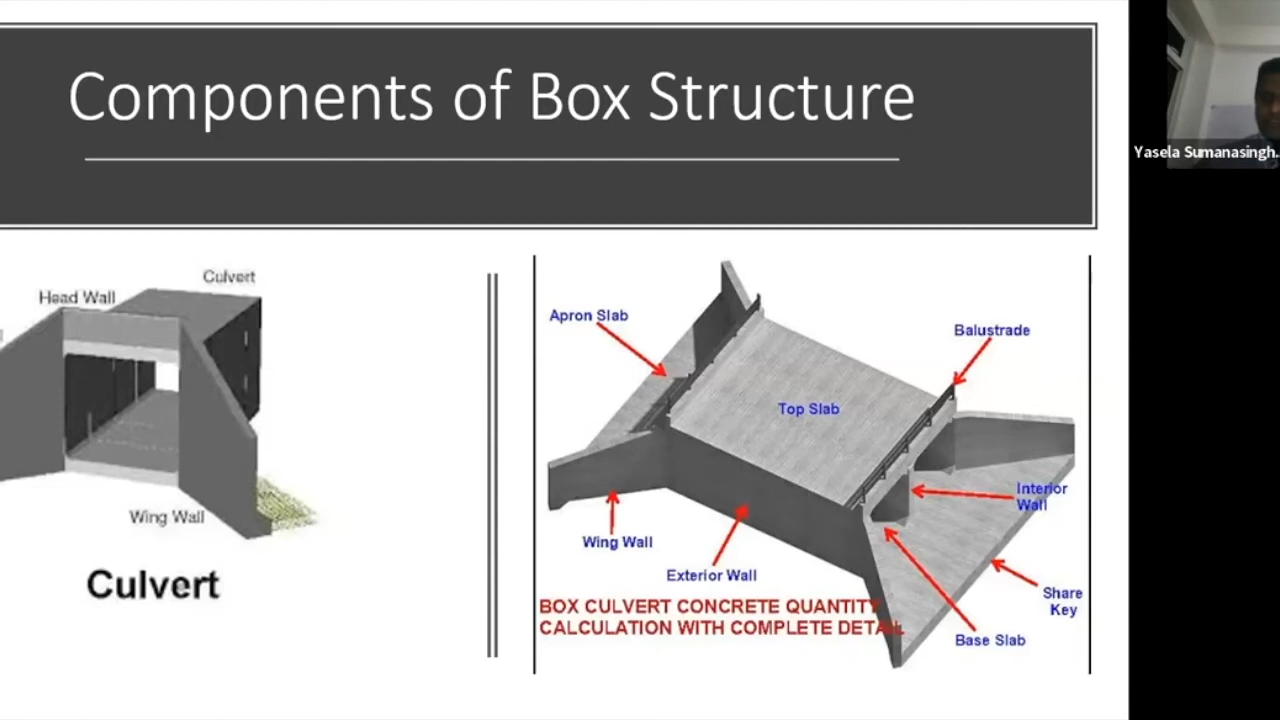 Components of Box Structure
Yasela Sumanasingh..
Culvert
Head Wall
Wing Wall
Culvert
Apron Slab
Balustrade
Top Slab
Interior
Wall
Wing Wall
Exterior Wall
Share
Key
Base Slab
BOX CULVERT CONCRETE QUANTITY
CALCULATION WITH COMPLETE DETAIL